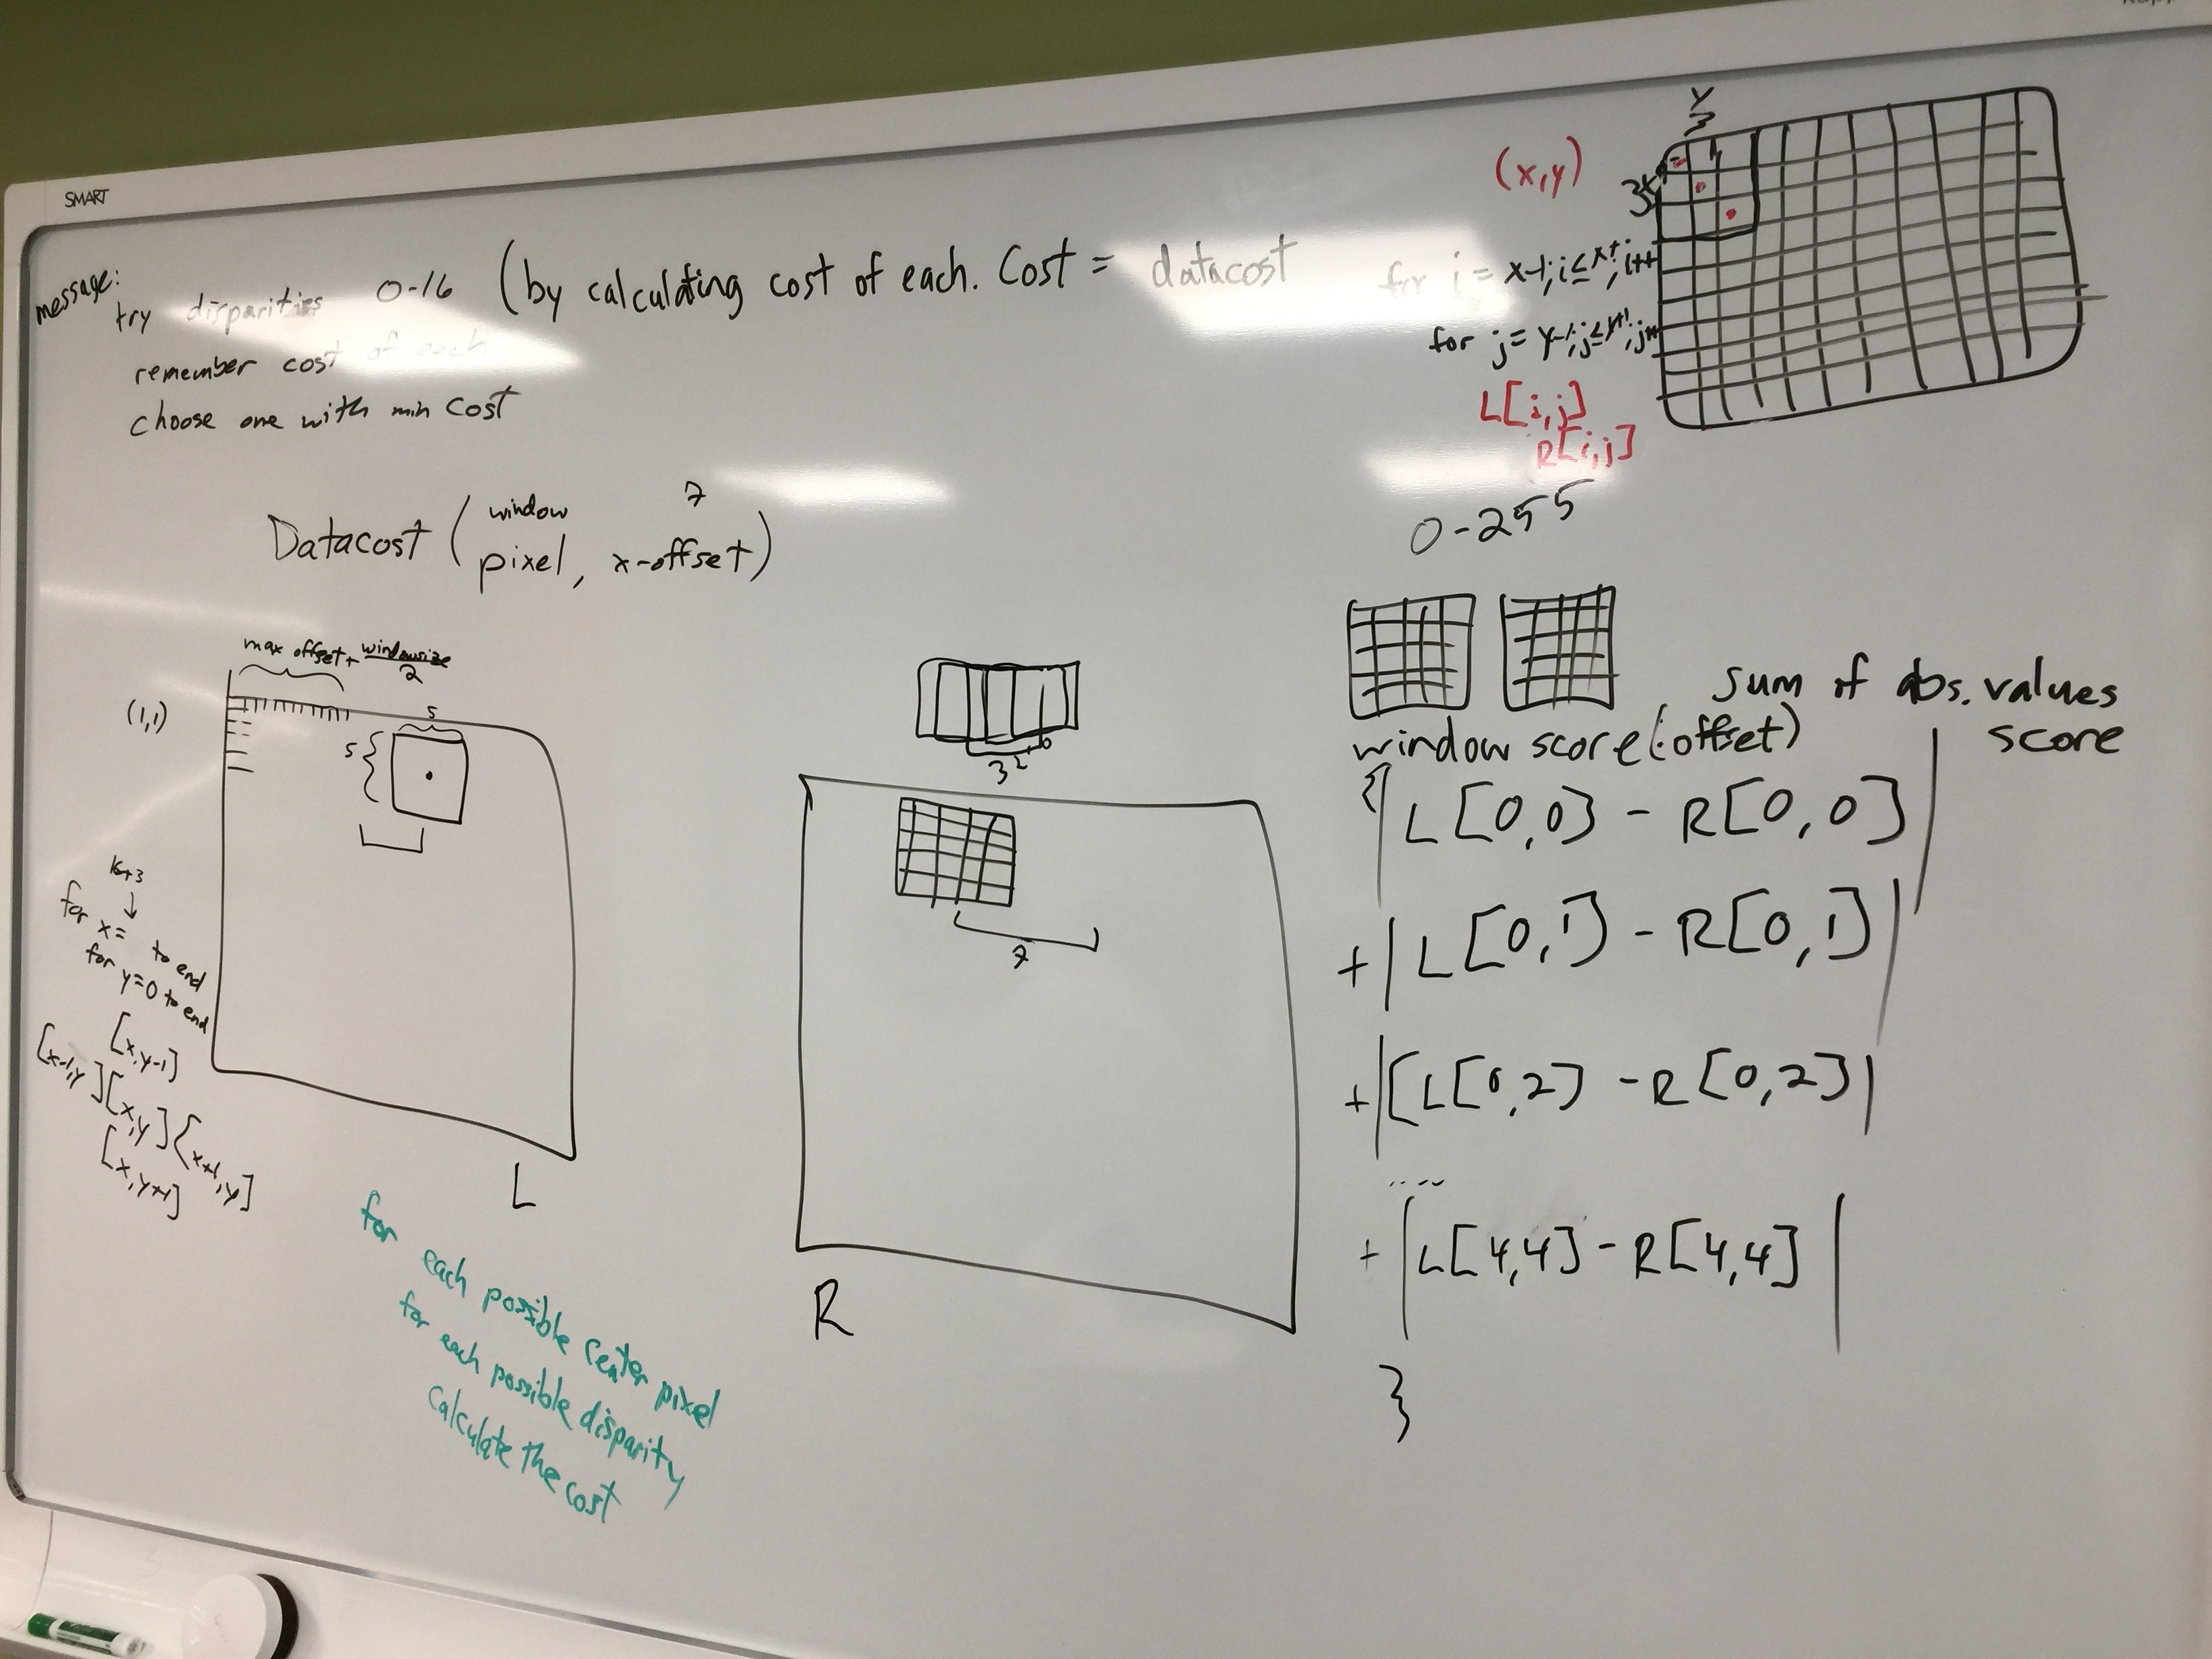 SMART
message:
try disparities 0-16 (by calculating cost of each. Cost = datacost
remember cost of each
choose one with min cost
Datacost (window pixel, x-offset)
7
max offset + windowsize
2
(1,1)
5
5
16+3
↓
for x= to end
for y=0 to end
[x,y-1]
[x-1,y] [x,y] [x+1,y]
[x,y+1]
L
for each possible center pixel
for each possible disparity
calculate the cost
3
7
R
(x,y)
Y
3
3
for i = x-1; i≤x+1, i++
for j= y-1; j≤y+1; j++
L[i,j]
R[i,j]
0-255
sum of abs. values
score
window score(:offset)
{|L[0,0] - R[0,0]|
+|L[0,1] - R[0,1]|
+|[L[0,2] - R[0,2]|
....
+ |L[4,4] - R[4,4]|
}